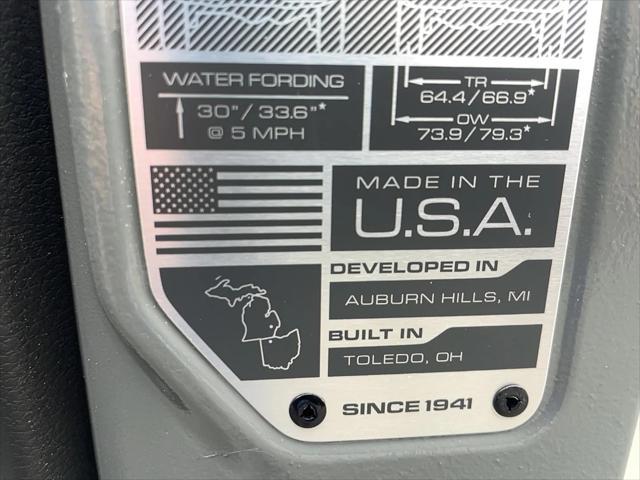 WATER FORDING
30"/33.6"*
@ 5 MPH
TR
64.4/66.9*
OW
73.9/79.3*
MADE IN THE
U.S.A.
DEVELOPED IN
AUBURN HILLS, MI
BUILT IN
TOLEDO, OH
SINCE 1941